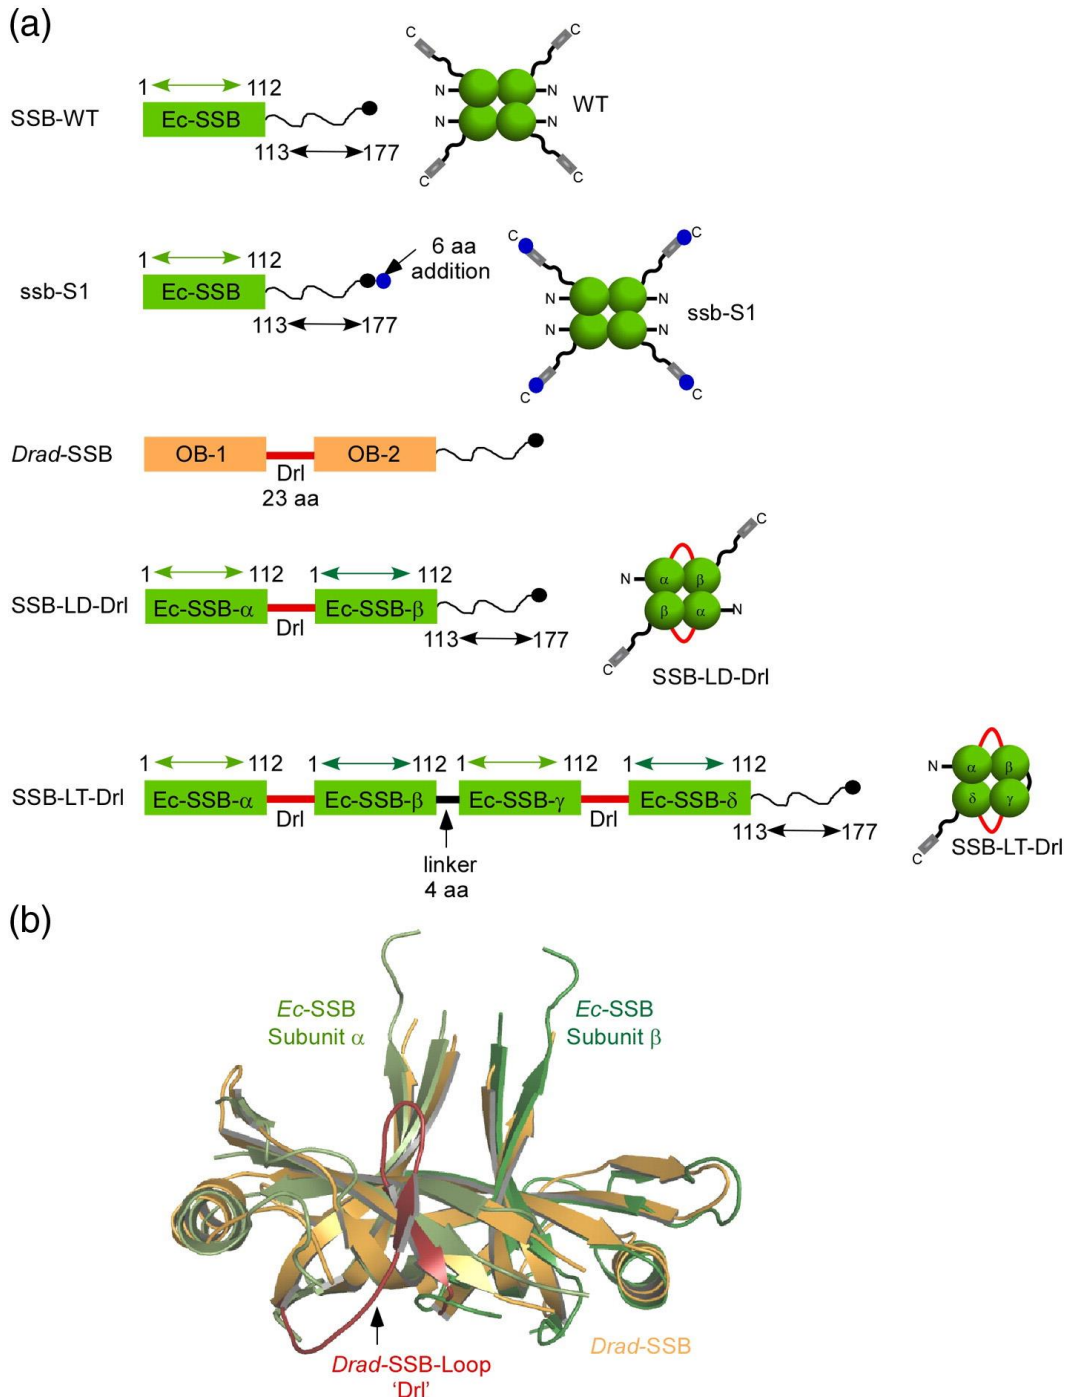 (a)
SSB-WT
1 112
Ec-SSB
113 177
C C
N N
N N
C C
WT
ssb-S1
1 112
Ec-SSB
113 177
6 aa
addition
C C
N N
N N
C C
ssb-S1
Drad-SSB
OB-1 OB-2
Drl
23 aa
SSB-LD-Drl
1 112 1 112
Ec-SSB-α Ec-SSB-β
Drl
113 177
C
N α β
β α N
C
SSB-LD-Drl
SSB-LT-Drl
1 112 1 112 1 112 1 112
Ec-SSB-α Ec-SSB-β Ec-SSB-γ Ec-SSB-δ
Drl Drl
113 177
linker
4 aa
N α β
δ γ
C
SSB-LT-Drl
(b)
Ec-SSB
Subunit α
Ec-SSB
Subunit β
Drad-SSB
Drad-SSB-Loop
'Drl'